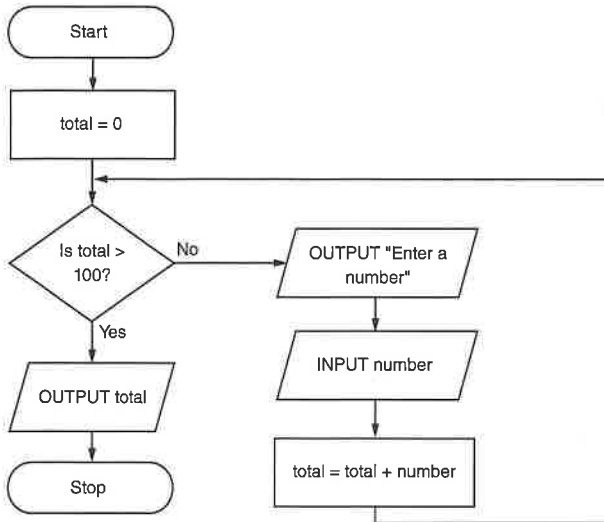 Start
total = 0
Is total >
100?
No
Yes
OUTPUT "Enter a
number"
INPUT number
total = total + number
OUTPUT total
Stop